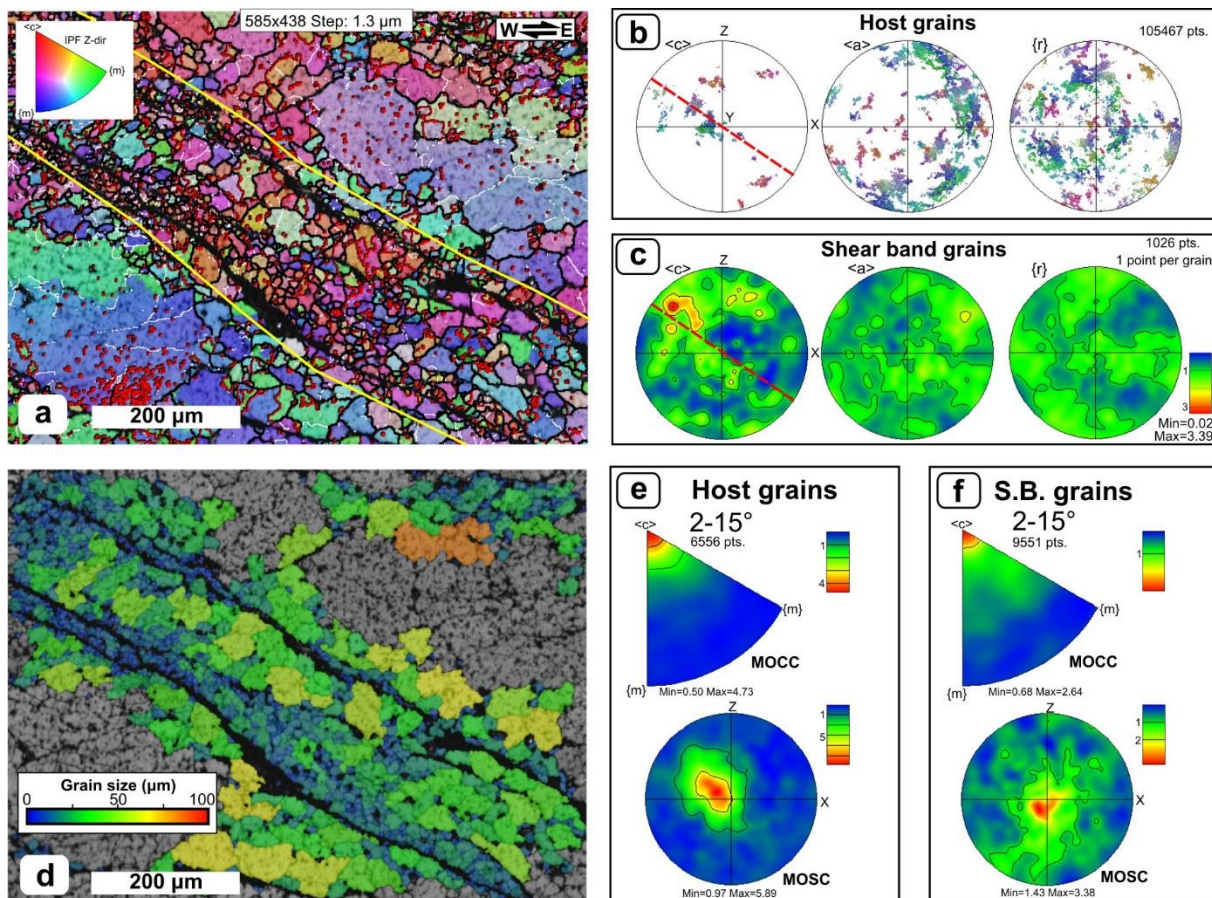 585x438 Step: 1.3 µm
W E
<c>
IPF Z-dir
{m}
{m}
a
200 µm
b
Host grains
105467 pts.
<c>
Z
<a>
{r}
Y
X
c
Shear band grains
1026 pts.
1 point per grain
<c>
Z
<a>
{r}
X
1
3
Min=0.02
Max=3.39
Grain size (µm)
0 50 100
d
200 µm
e
Host grains
2-15°
6556 pts.
<c>
1
4
{m}
MOCC
{m}
Min=0.50 Max=4.73
Z
1
5
X
MOSC
Min=0.97 Max=5.89
f
S.B. grains
2-15°
9551 pts.
<c>
1
{m}
MOCC
{m}
Min=0.68 Max=2.64
Z
1
2
X
MOSC
Min=1.43 Max=3.38